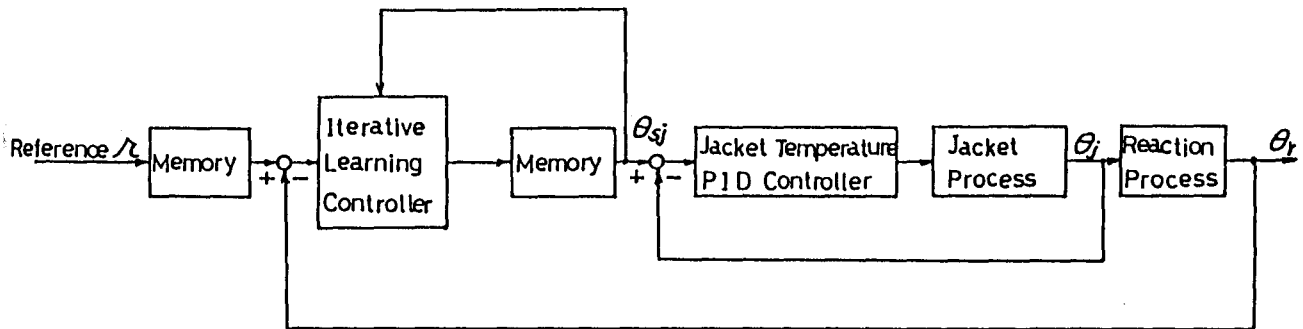 Reference r
Memory
+
-
Iterative
Learning
Controller
Memory
θsj
+
-
Jacket Temperature
PID Controller
Jacket
Process
θj
Reaction
Process
θr